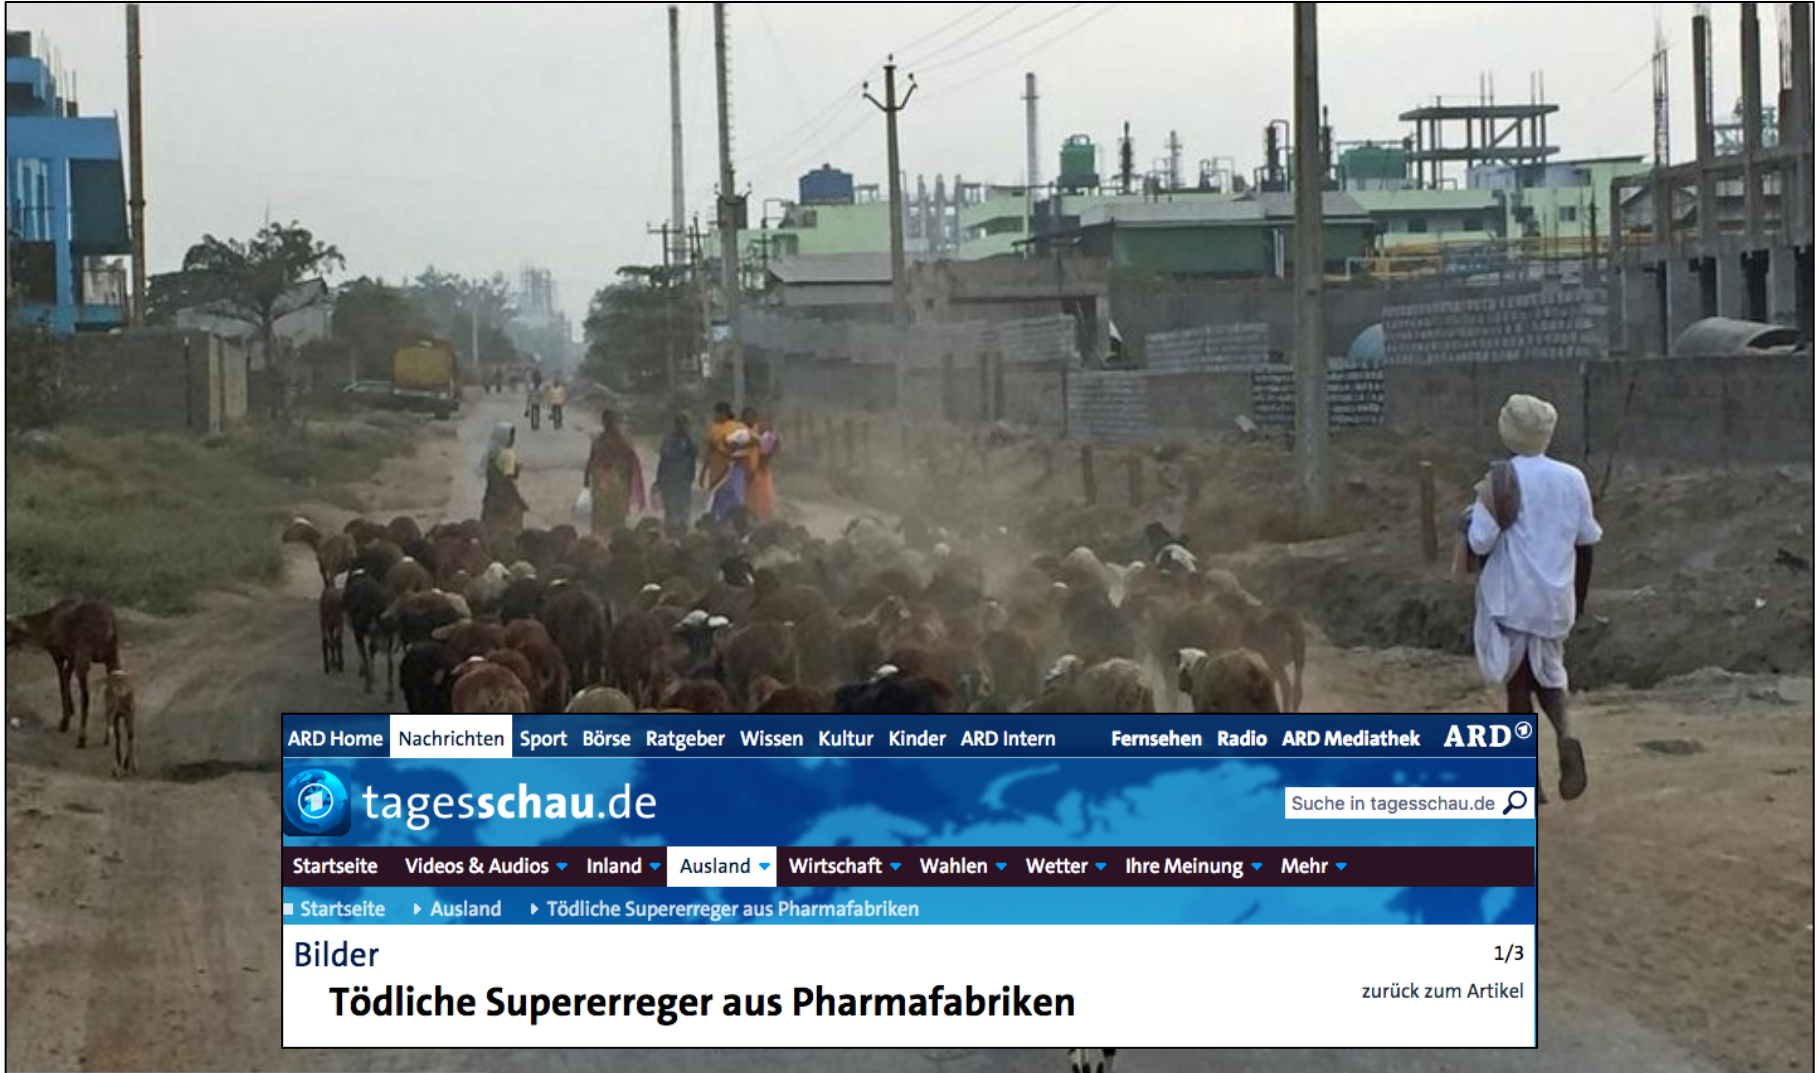 ARD Home Nachrichten Sport Börse Ratgeber Wissen Kultur Kinder ARD Intern Fernsehen Radio ARD Mediathek ARD
tagesschau.de
Suche in tagesschau.de
Startseite Videos & Audios Inland Ausland Wirtschaft Wahlen Wetter Ihre Meinung Mehr
Startseite Ausland Tödliche Supererreger aus Pharmafabriken
Bilder
1/3
Tödliche Supererreger aus Pharmafabriken
zurück zum Artikel